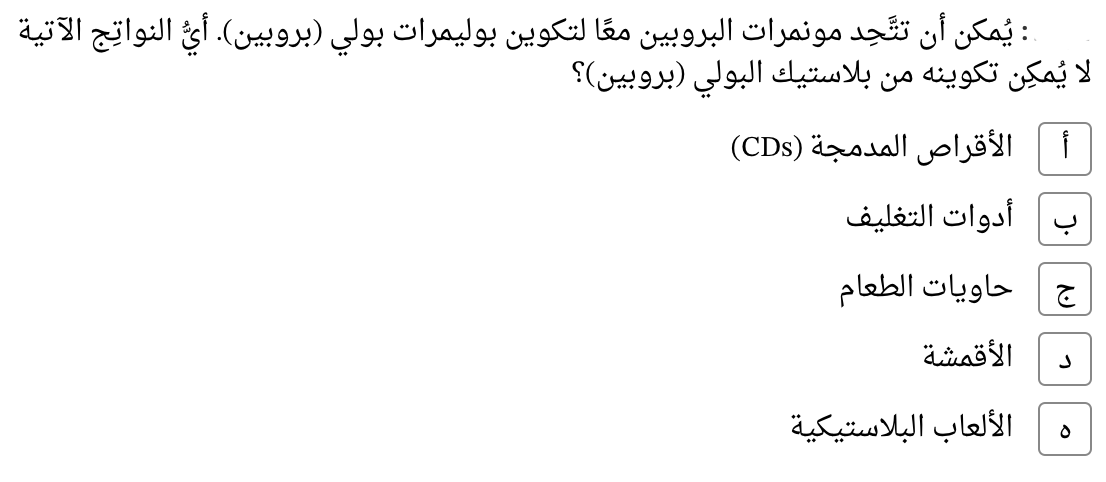 : يُمكن أن تتَّحِد مونمرات البروبين معًا لتكوين بوليمرات بولي (بروبين). أيُّ النواتِج الآتية
لا يُمكِن تكوينه من بلاستيك البولي (بروبين)؟
أ الأقراص المدمجة (CDs)
ب أدوات التغليف
ج حاويات الطعام
د الأقمشة
ه الألعاب البلاستيكية